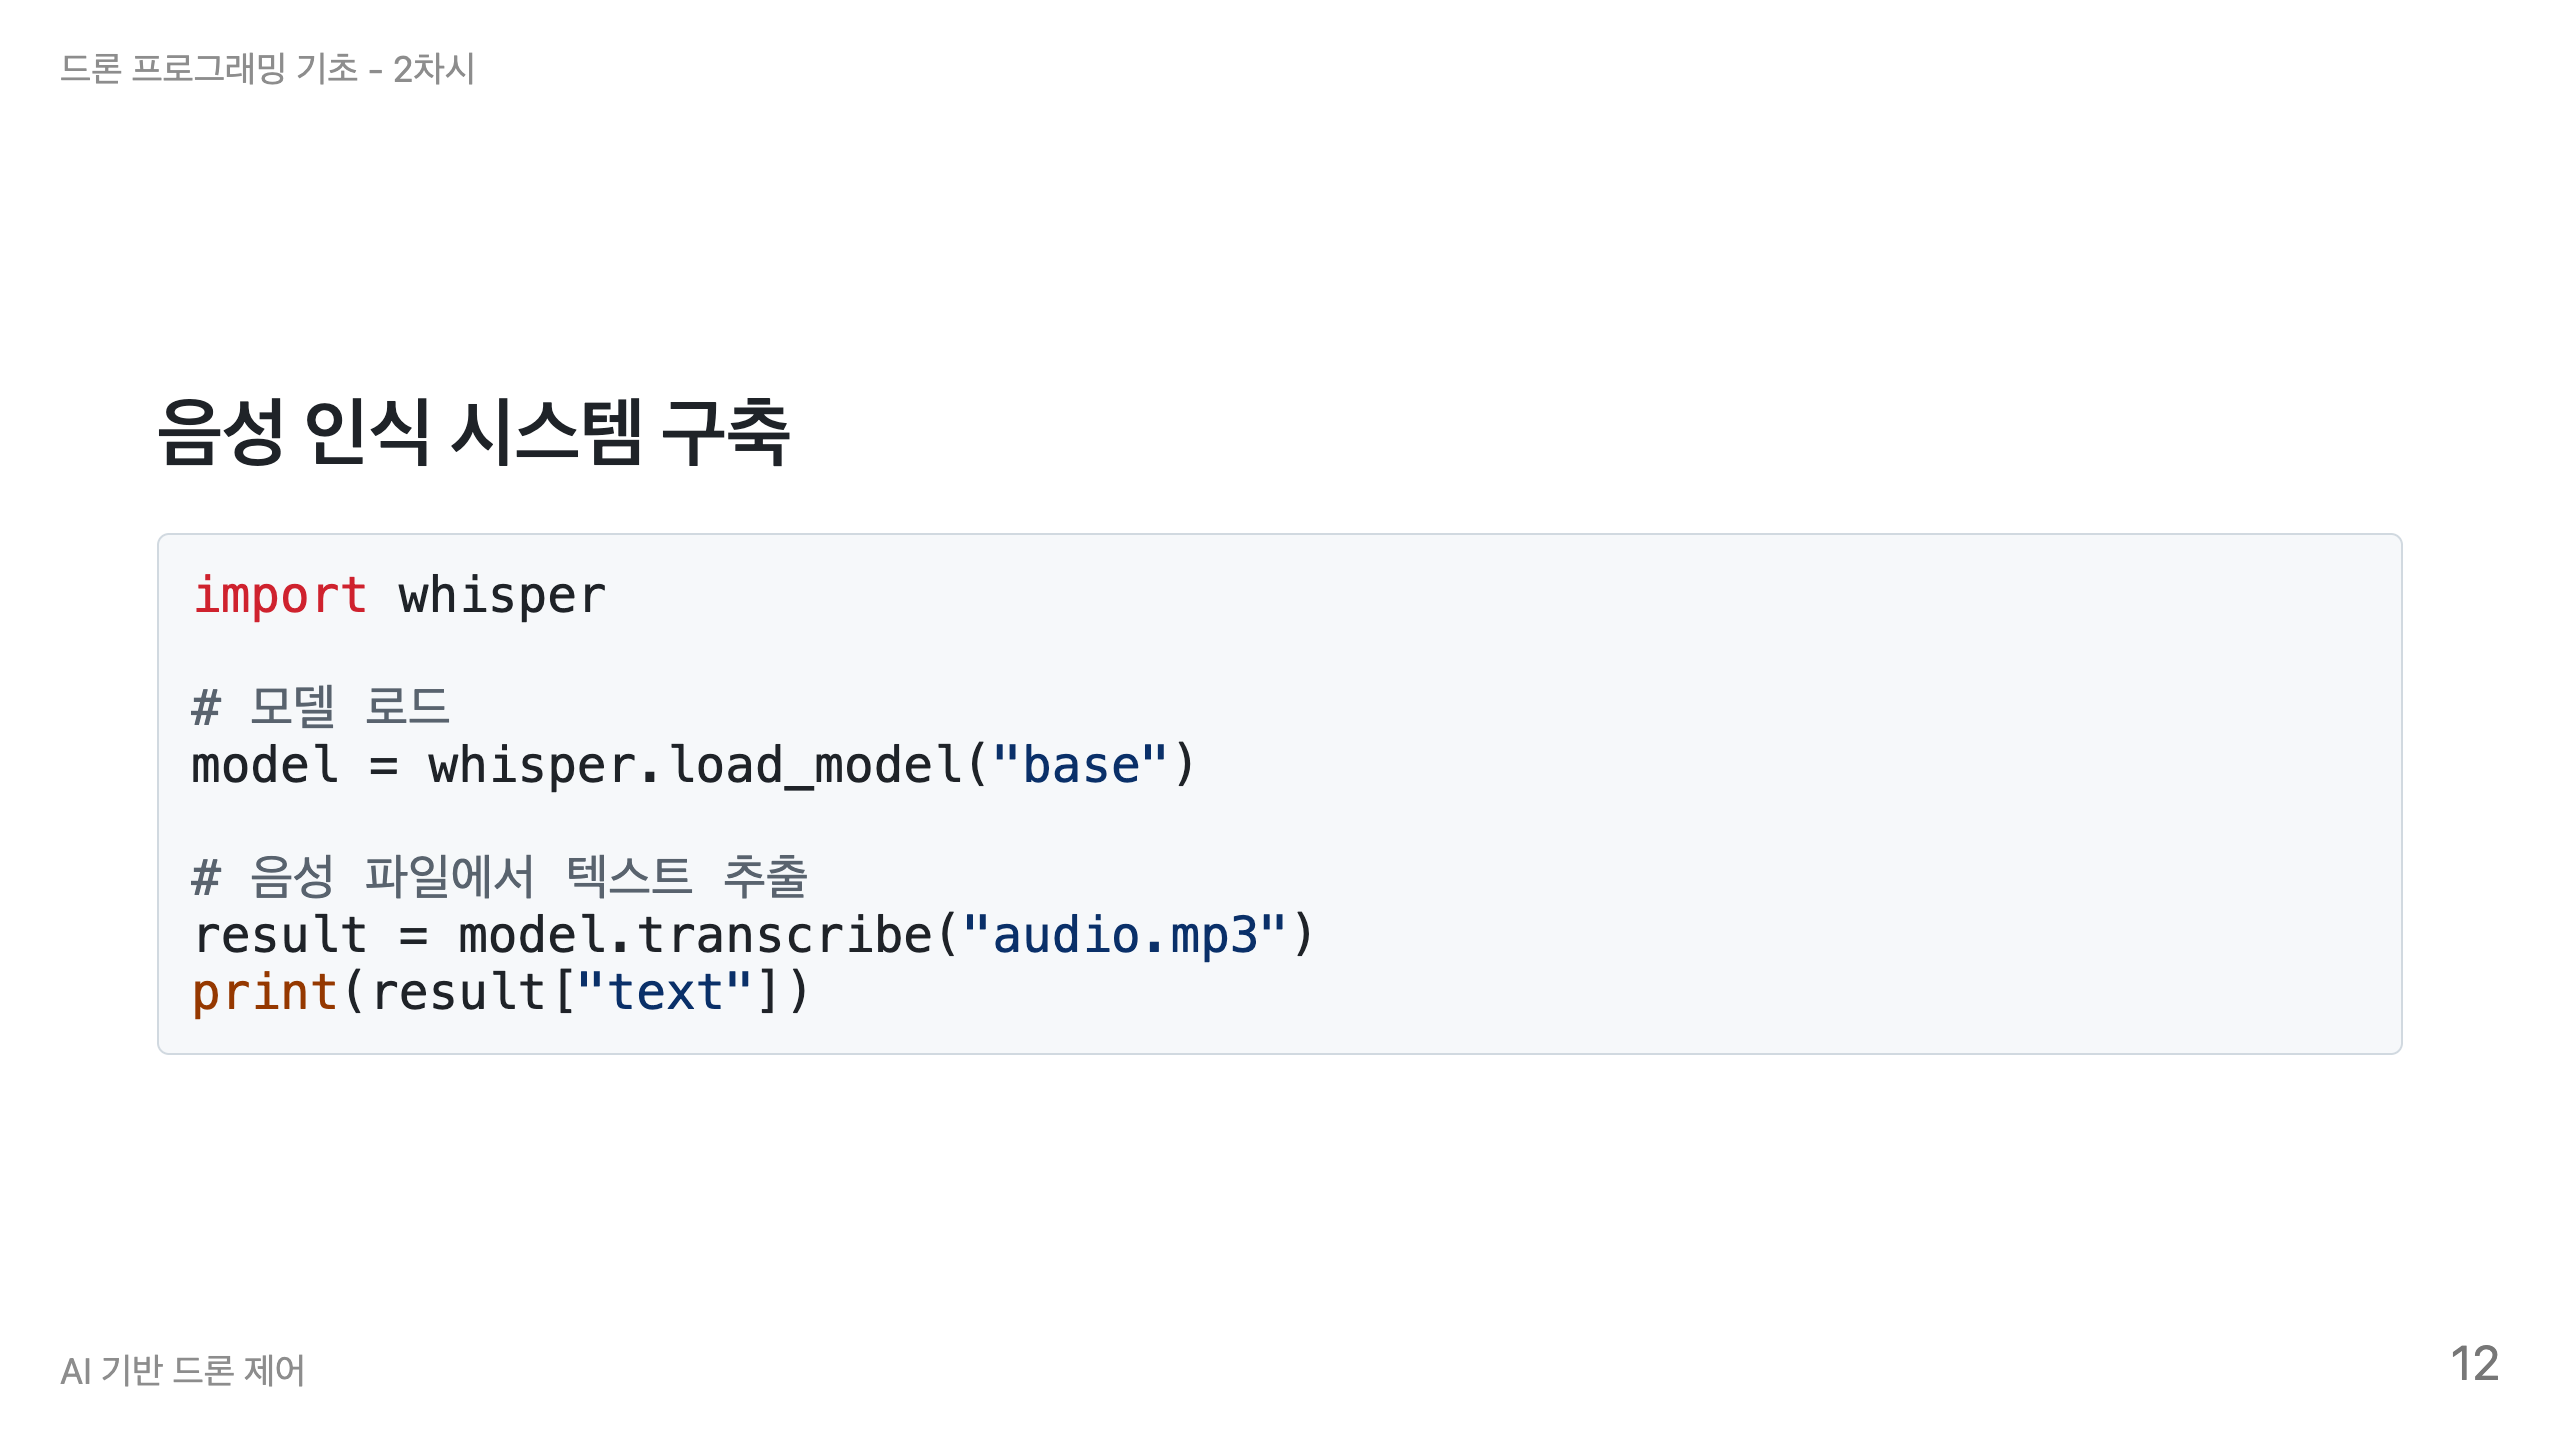 드론 프로그래밍 기초 - 2차시
음성 인식 시스템 구축
import whisper
# 모델 로드
model = whisper.load_model("base")
# 음성 파일에서 텍스트 추출
result = model.transcribe("audio.mp3")
print(result["text"])
AI 기반 드론 제어
12